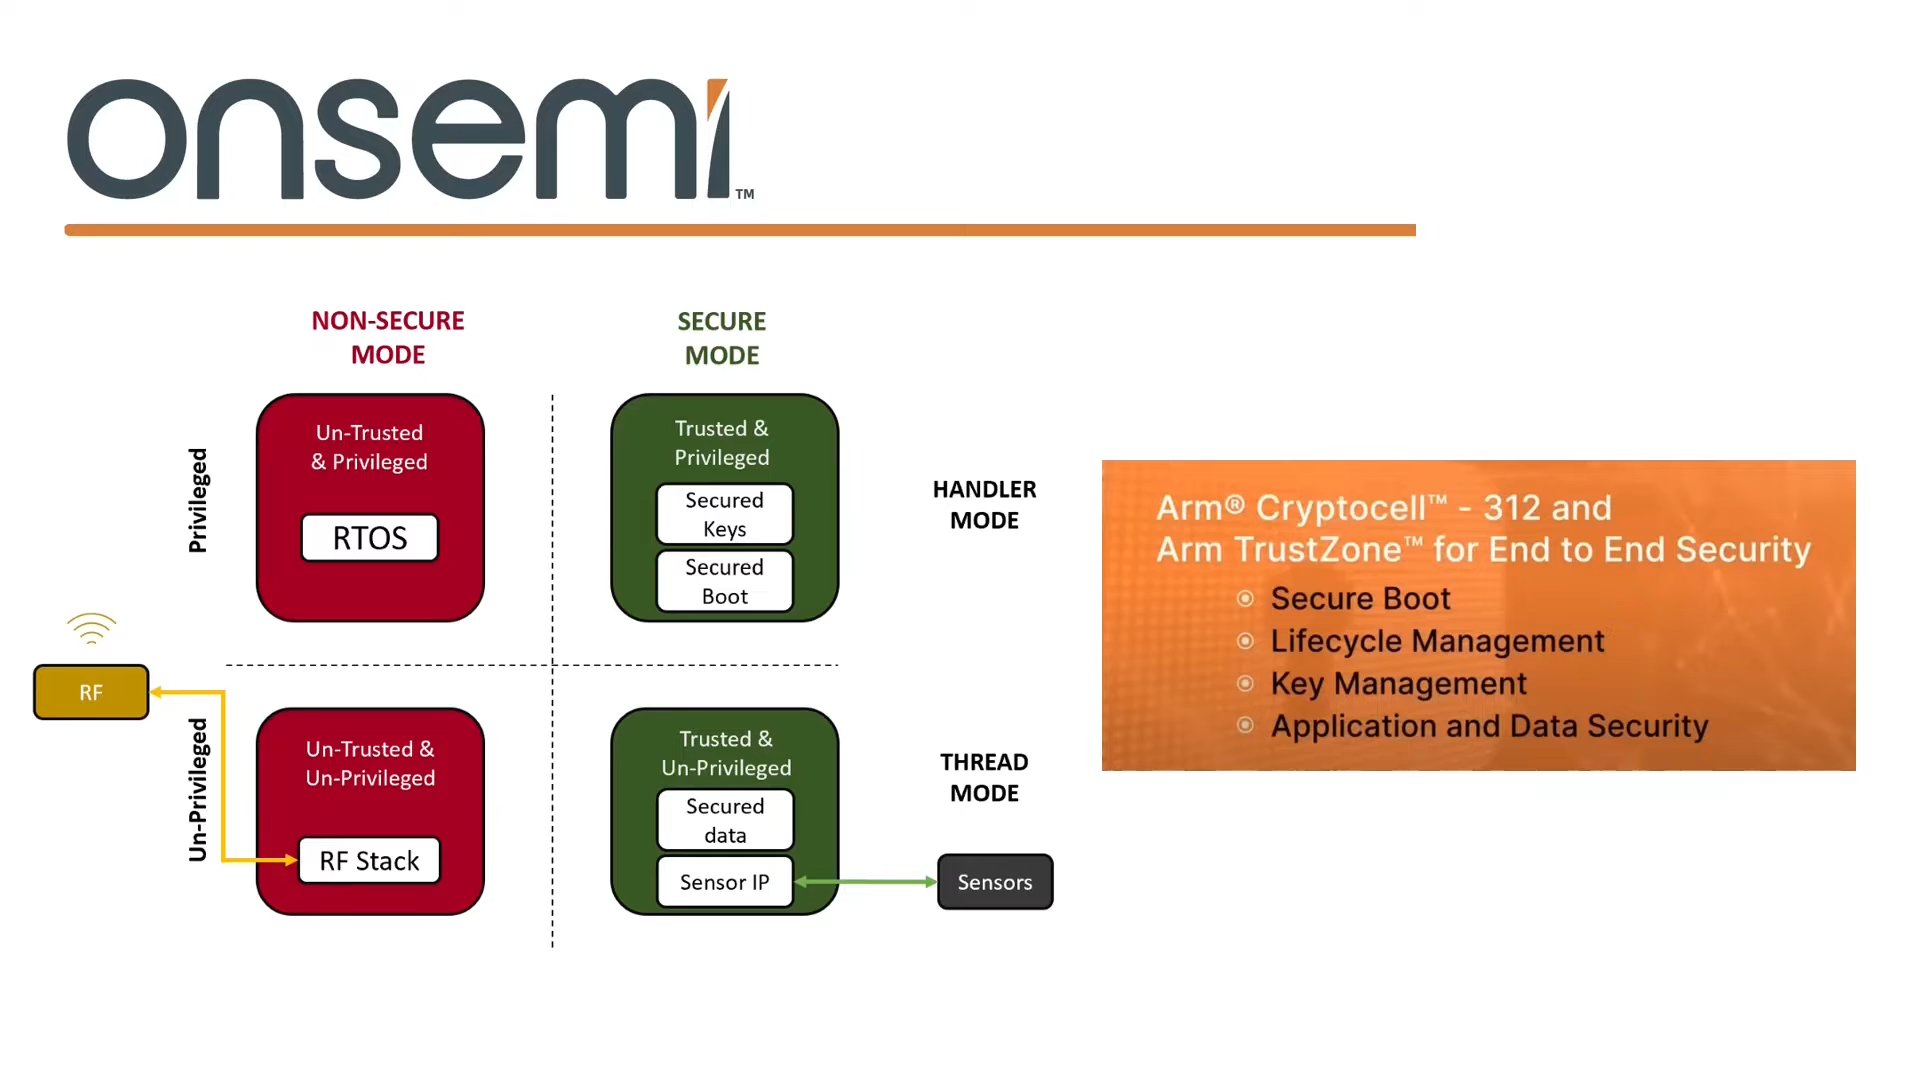 onsemi™
NON-SECURE
MODE
SECURE
MODE
Privileged
Un-Trusted
& Privileged
RTOS
Trusted &
Privileged
Secured
Keys
Secured
Boot
HANDLER
MODE
RF
Un-Privileged
Un-Trusted &
Un-Privileged
RF Stack
Trusted &
Un-Privileged
Secured
data
Sensor IP
THREAD
MODE
Sensors
Arm® Cryptocell™ - 312 and
Arm TrustZone™ for End to End Security
Secure Boot
Lifecycle Management
Key Management
Application and Data Security